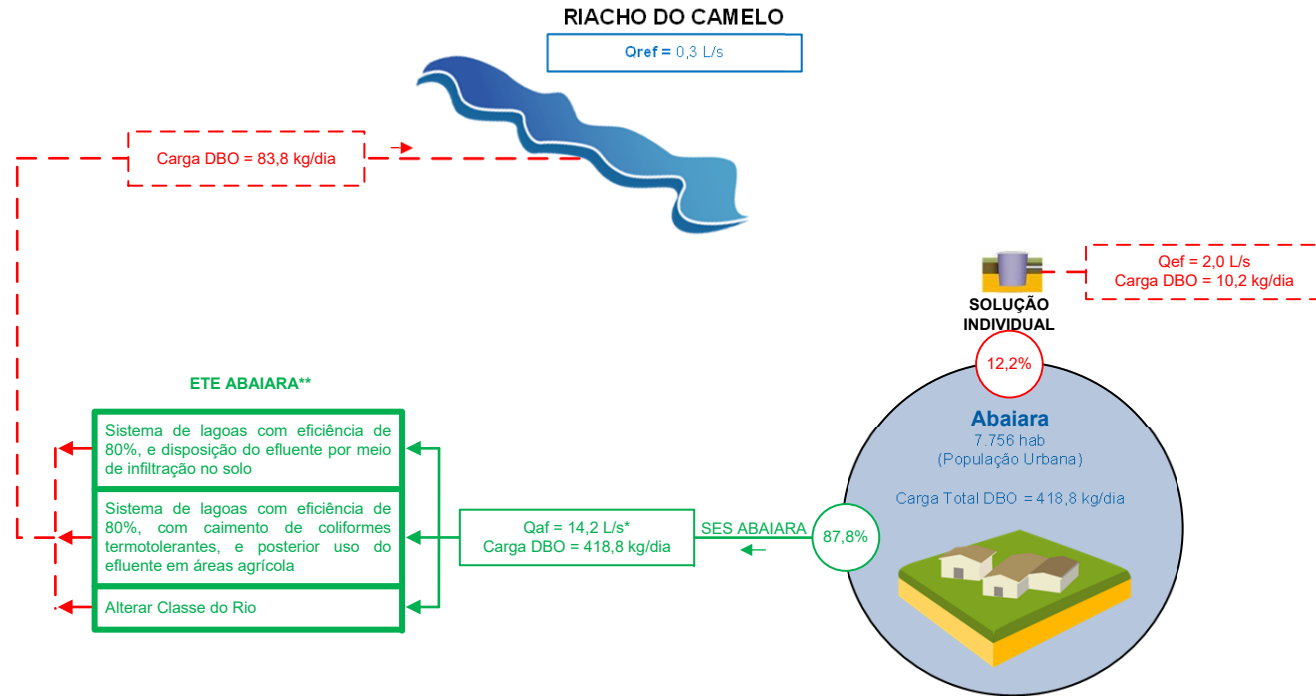 RIACHO DO CAMELO
Qref = 0,3 L/s
Carga DBO = 83,8 kg/dia
Qef = 2,0 L/s
Carga DBO = 10,2 kg/dia
SOLUÇÃO
INDIVIDUAL
12,2%
ETE ABAIARA**
Sistema de lagoas com eficiência de
80%, e disposição do efluente por meio
de infiltração no solo
Sistema de lagoas com eficiência de
80%, com caimento de coliformes
termotolerantes, e posterior uso do
efluente em áreas agrícola
Alterar Classe do Rio
Qaf = 14,2 L/s*
Carga DBO = 418,8 kg/dia
SES ABAIARA
87,8%
Abaiara
7.756 hab
(População Urbana)
Carga Total DBO = 418,8 kg/dia